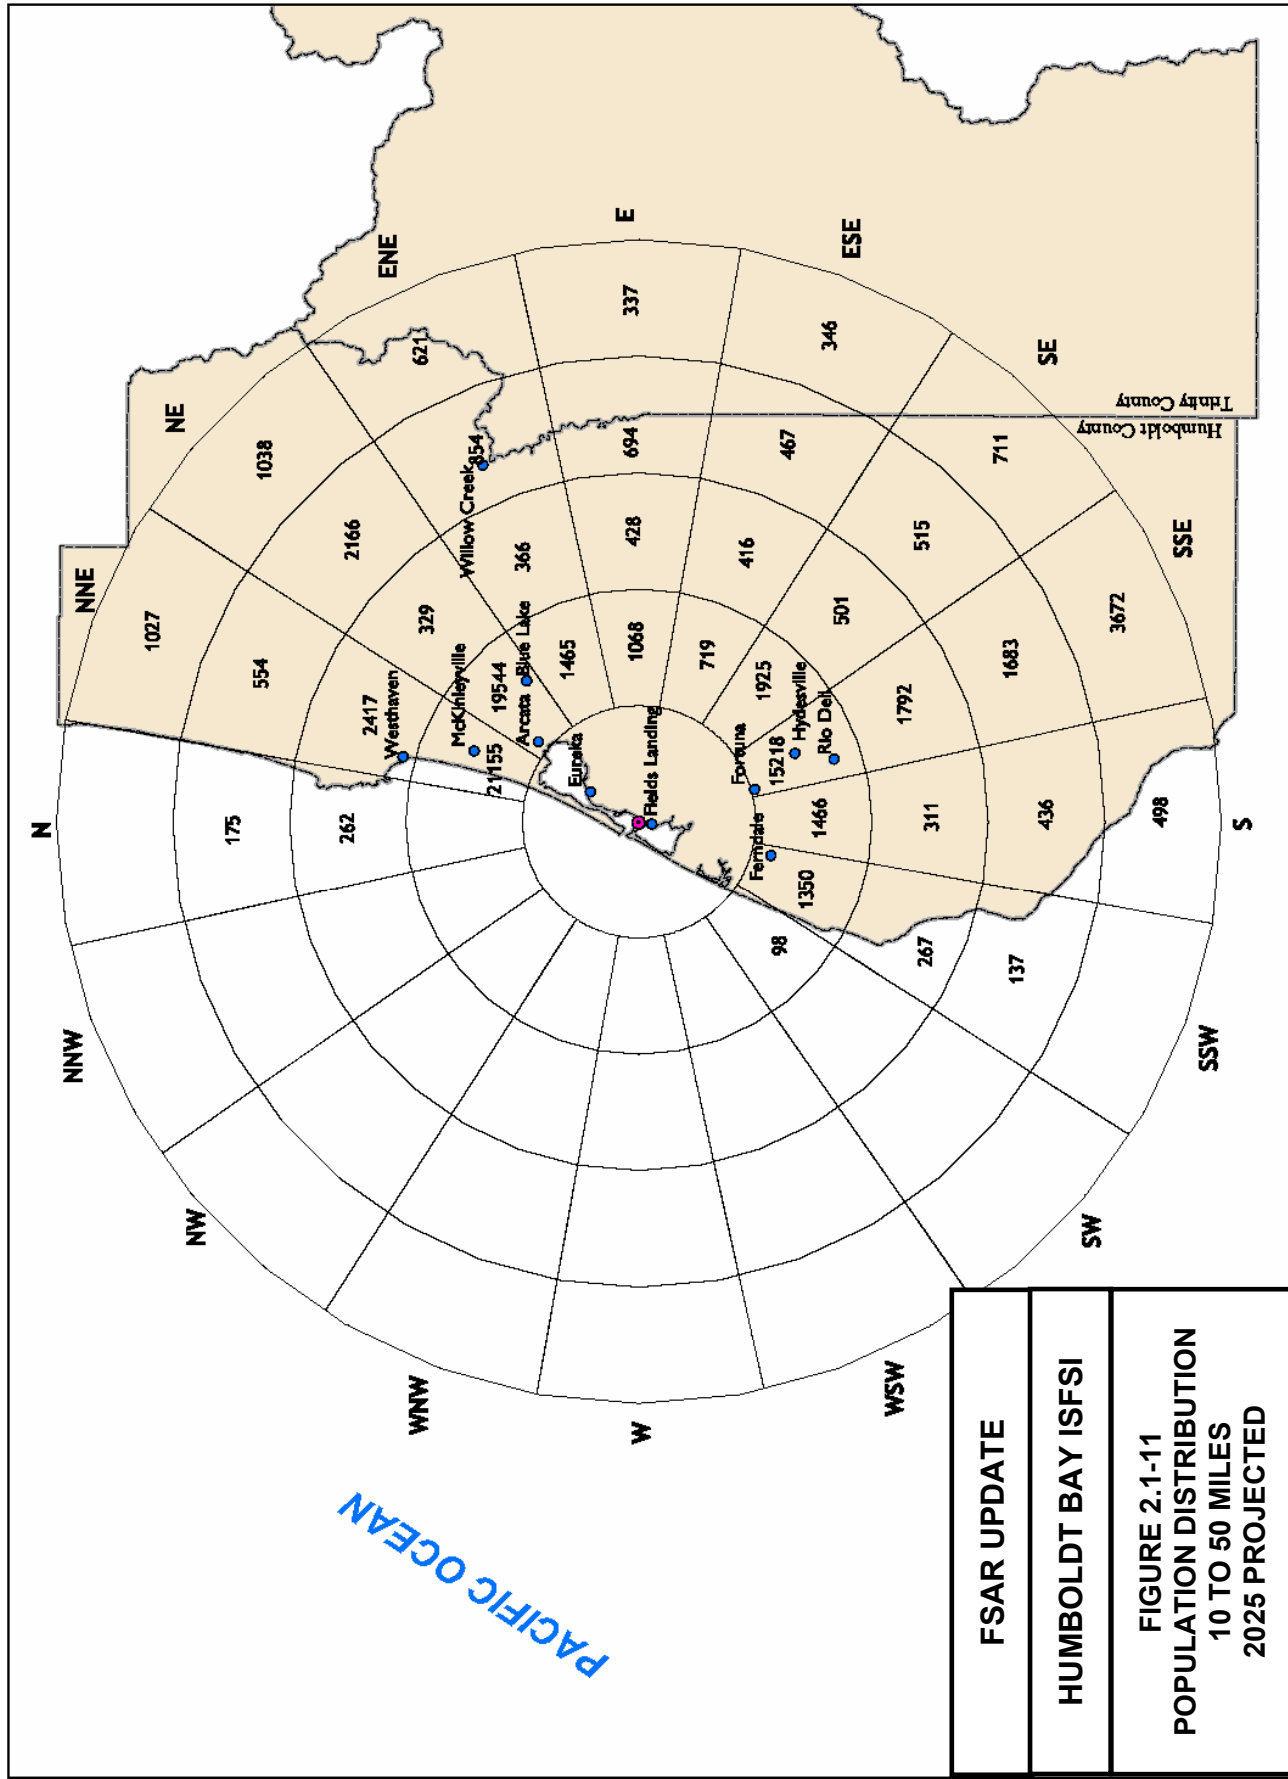 N
NNE
NE
ENE
E
ESE
SE
SSE
S
SSW
SW
WSW
W
WNW
NW
NNW
1027
1038
621
337
346
711
3672
498
175
554
2166
854
694
467
515
1683
436
137
262
2417
329
366
428
416
501
1792
311
267
21155
19544
1465
1068
719
1925
15218
1466
1350
98
Westhaven
McKinleyville
Arcata
Blue Lake
Willow Creek
Eureka
Fields Landing
Fortuna
Hydesville
Rio Dell
Ferndale
Trinity County
Humboldt County
PACIFIC OCEAN
FSAR UPDATE
HUMBOLDT BAY ISFSI
FIGURE 2.1-11
POPULATION DISTRIBUTION
10 TO 50 MILES
2025 PROJECTED